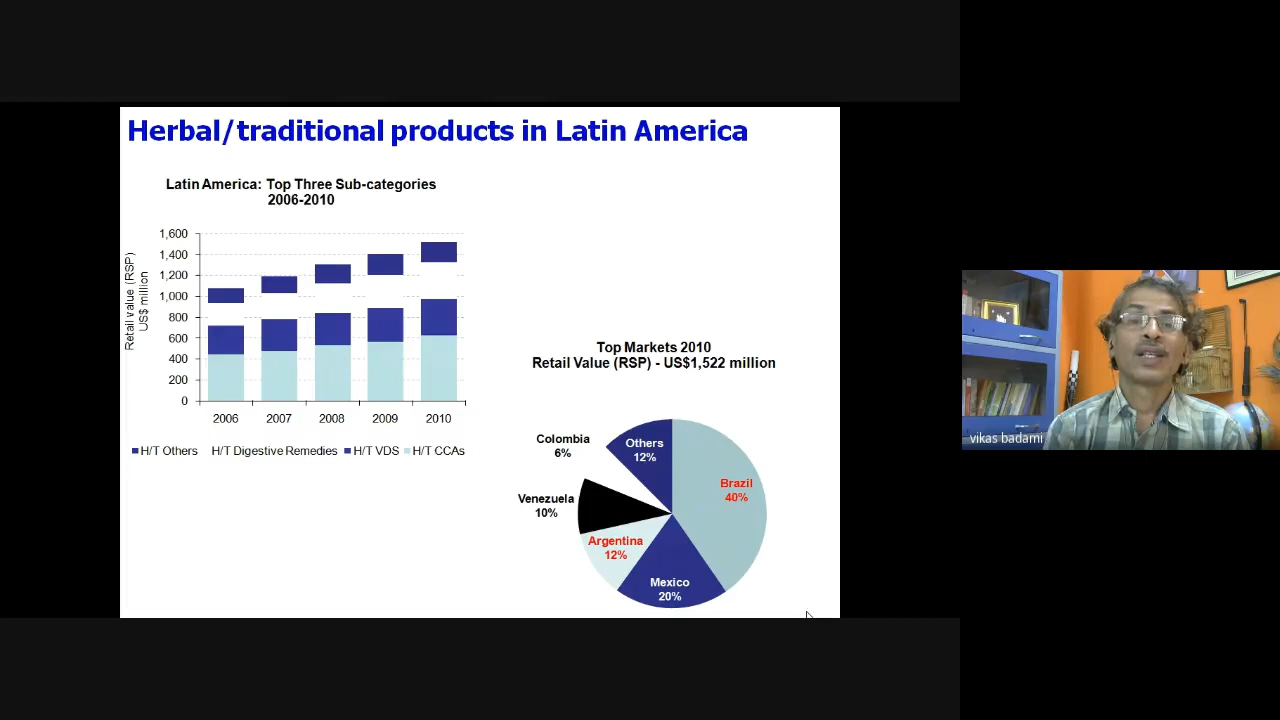 Herbal/traditional products in Latin America
Latin America: Top Three Sub-categories
2006-2010
Retail value (RSP)
US$ million
1,600
1,400
1,200
1,000
800
600
400
200
0
2006 2007 2008 2009 2010
H/T Others H/T Digestive Remedies H/T VDS H/T CCAs
Top Markets 2010
Retail Value (RSP) - US$1,522 million
Colombia
6%
Others
12%
Brazil
40%
Venezuela
10%
Argentina
12%
Mexico
20%
vikas badami